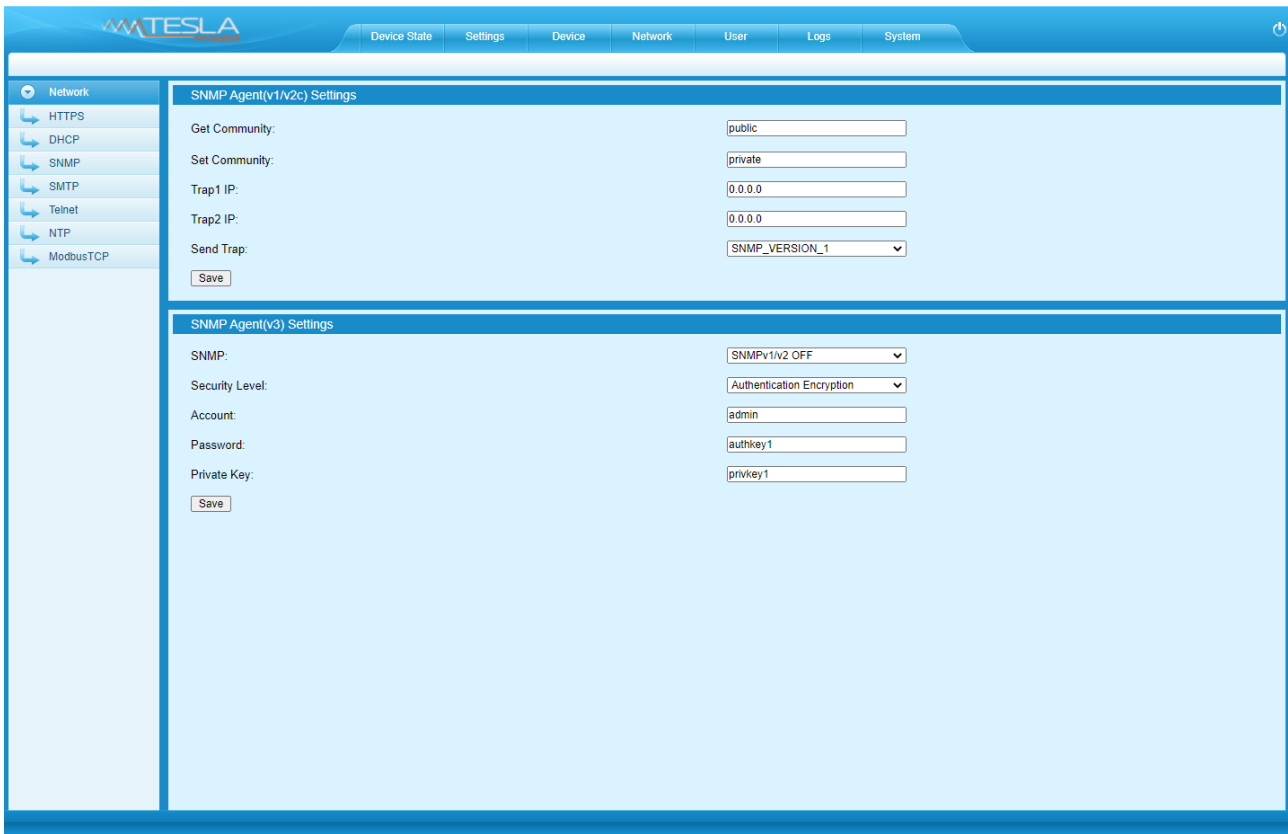 TESLA
POWER
Device State Settings Device Network User Logs System
Network
HTTPS
DHCP
SNMP
SMTP
Telnet
NTP
ModbusTCP
SNMP Agent(v1/v2c) Settings
Get Community: public
Set Community: private
Trap1 IP: 0.0.0.0
Trap2 IP: 0.0.0.0
Send Trap: SNMP_VERSION_1
Save
SNMP Agent(v3) Settings
SNMP: SNMPv1/v2 OFF
Security Level: Authentication Encryption
Account: admin
Password: authkey1
Private Key: privkey1
Save